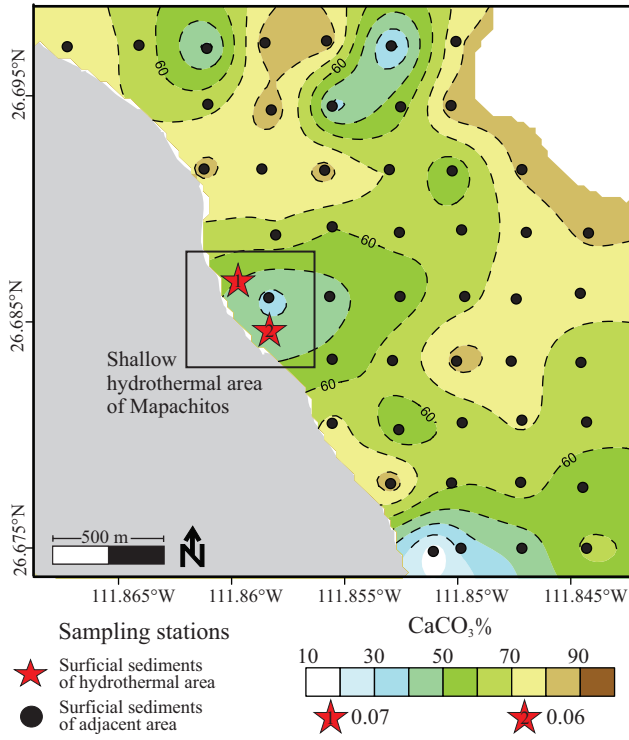 26.695°N
26.685°N
26.675°N
60
60
60
60
60
60
60
1
2
Shallow
hydrothermal area
of Mapachitos
500 m
N
111.865°W
111.86°W
111.855°W
111.85°W
111.845°W
Sampling stations
Surficial sediments
of hydrothermal area
Surficial sediments
of adjacent area
CaCO₃%
10 30 50 70 90
1 0.07
2 0.06